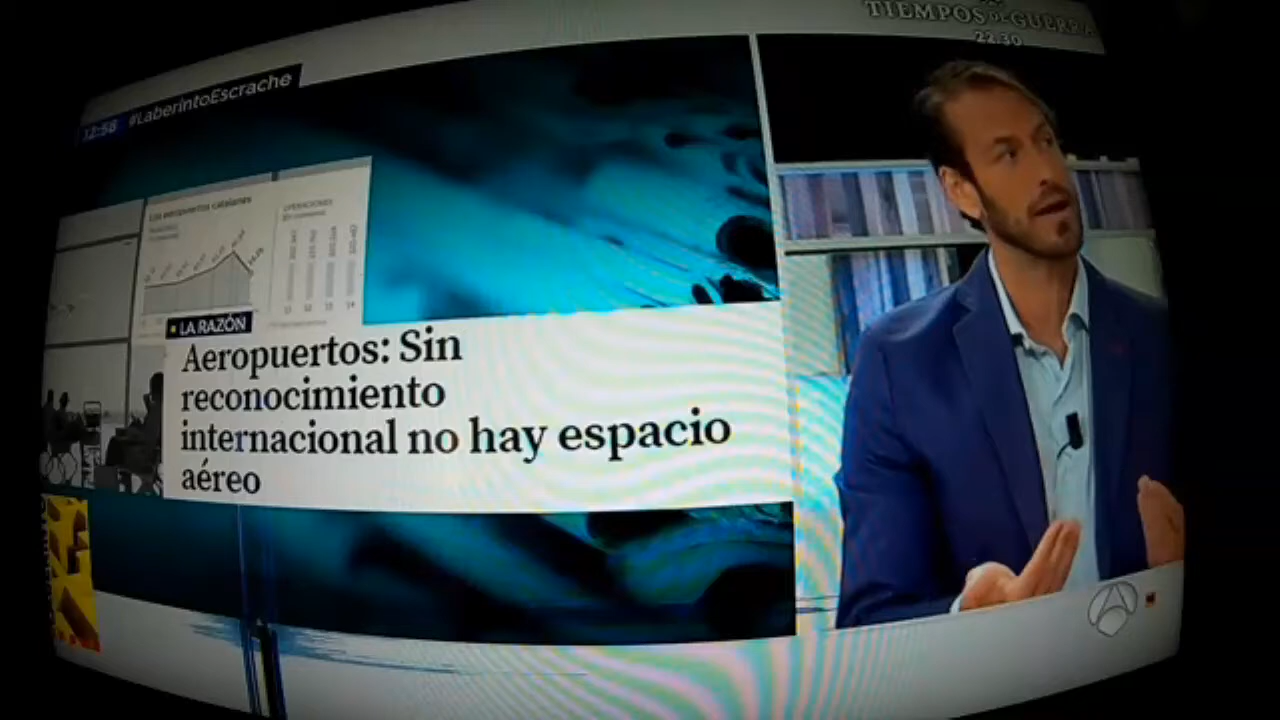 TIEMPOS DE GUERRA
22.30
12:58 #LaberintoEscrache
Los aeropuertos catalanes
OPERACIONES
LA RAZÓN
Aeropuertos: Sin
reconocimiento
internacional no hay espacio
aéreo